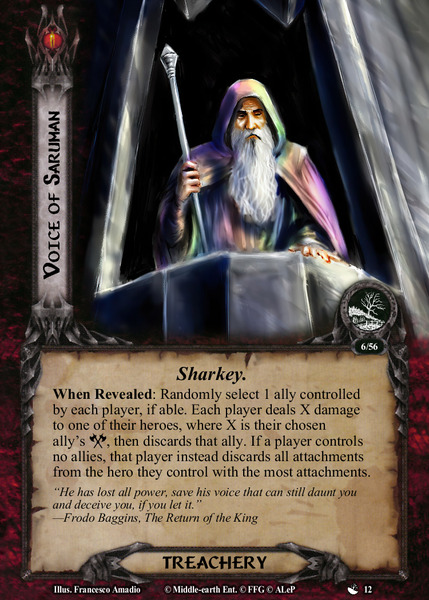 Voice of Saruman
6/56
Sharkey.
When Revealed: Randomly select 1 ally controlled
by each player, if able. Each player deals X damage
to one of their heroes, where X is their chosen
ally's , then discards that ally. If a player controls
no allies, that player instead discards all attachments
from the hero they control with the most attachments.
“He has lost all power, save his voice that can still daunt you
and deceive you, if you let it.”
—Frodo Baggins, The Return of the King
TREACHERY
Illus. Francesco Amadio © Middle-earth Ent. © FFG © ALeP 12